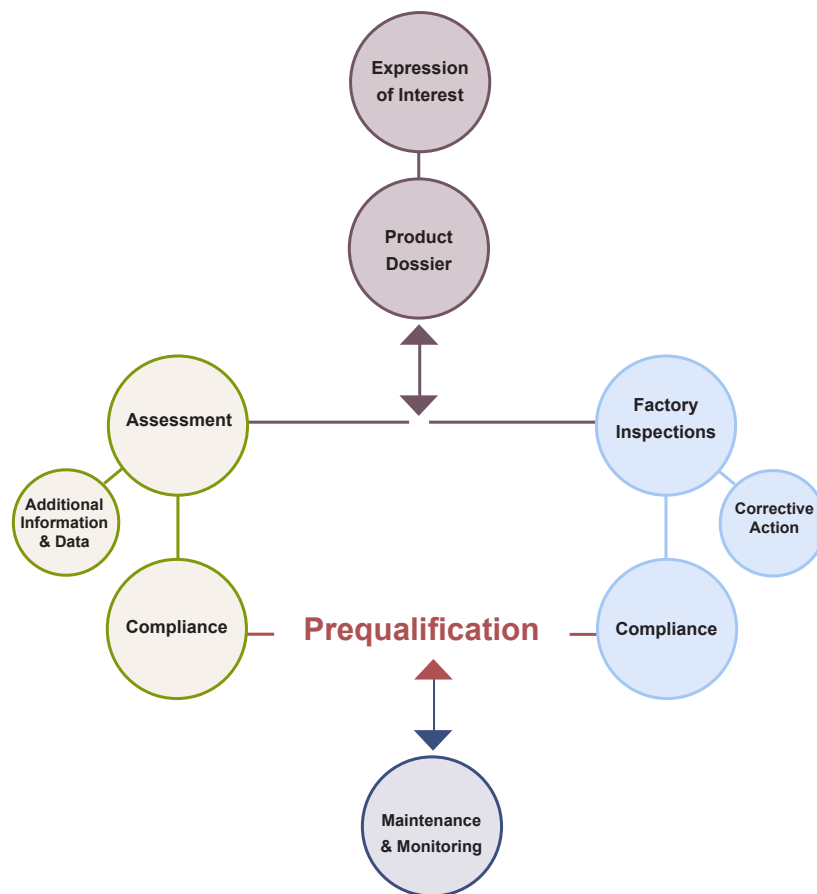 Expression
of Interest
Product
Dossier
Assessment
Factory
Inspections
Additional
Information
& Data
Corrective
Action
Compliance
Prequalification
Compliance
Maintenance
& Monitoring